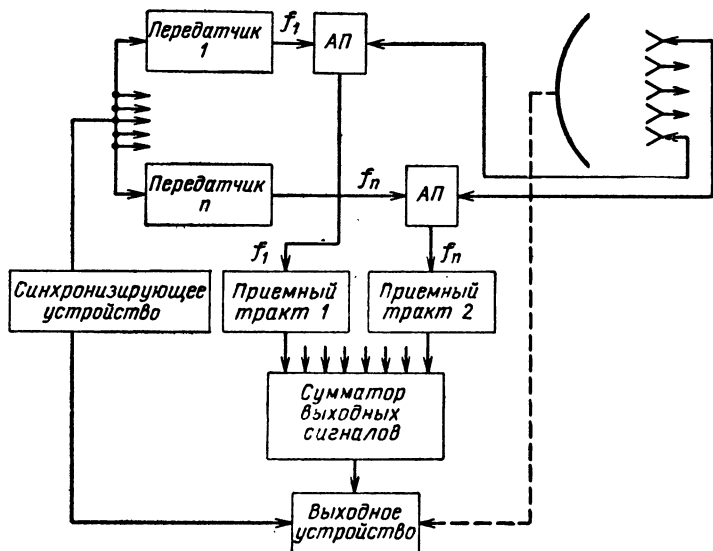 Передатчик
1
f1
АП
Передатчик
n
fn
АП
f1
fn
Синхронизирующее
устройство
Приемный
тракт 1
Приемный
тракт 2
Сумматор
выходных
сигналов
Выходное
устройство